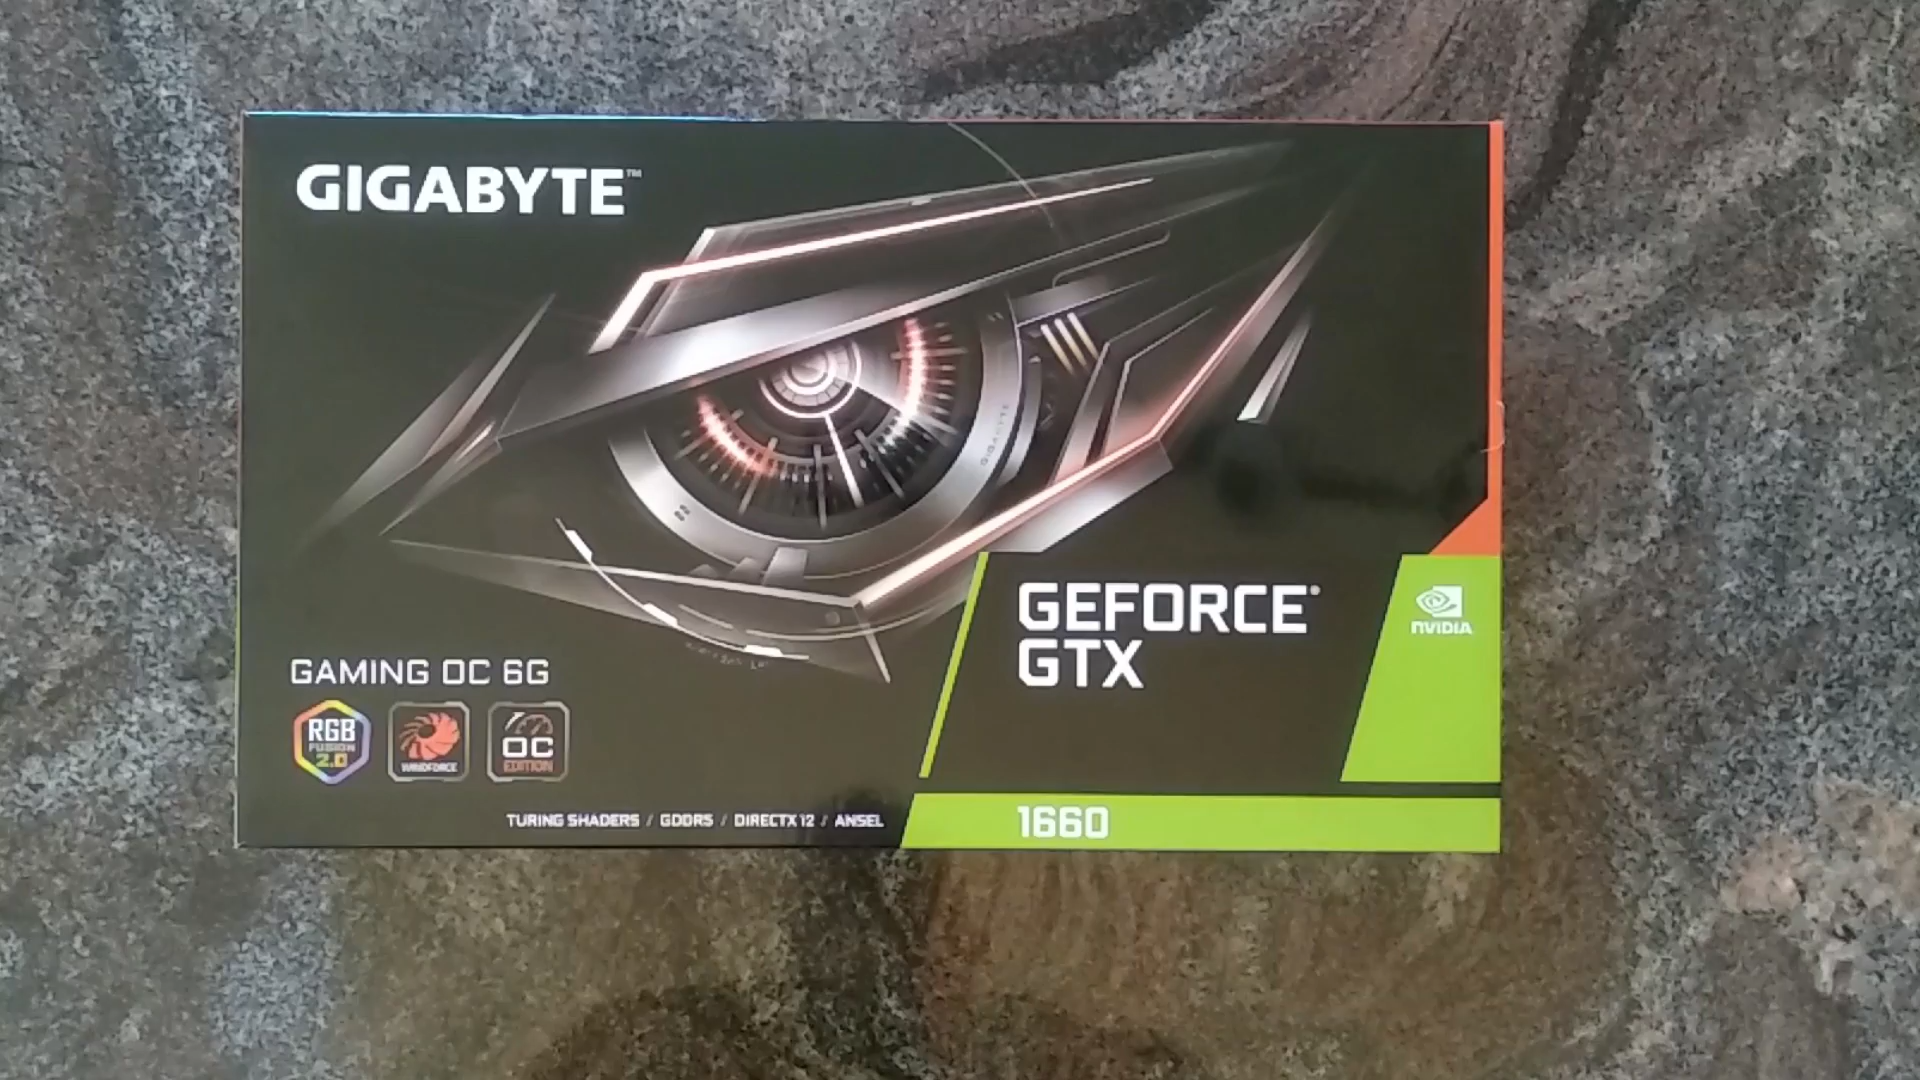 GIGABYTE™
GIGABYTE
GEFORCE®
GTX
NVIDIA
GAMING OC 6G
RGB
FUSION
2.0
WINDFORCE
OC
EDITION
TURING SHADERS / GDDR5 / DIRECTX 12 / ANSEL
1660